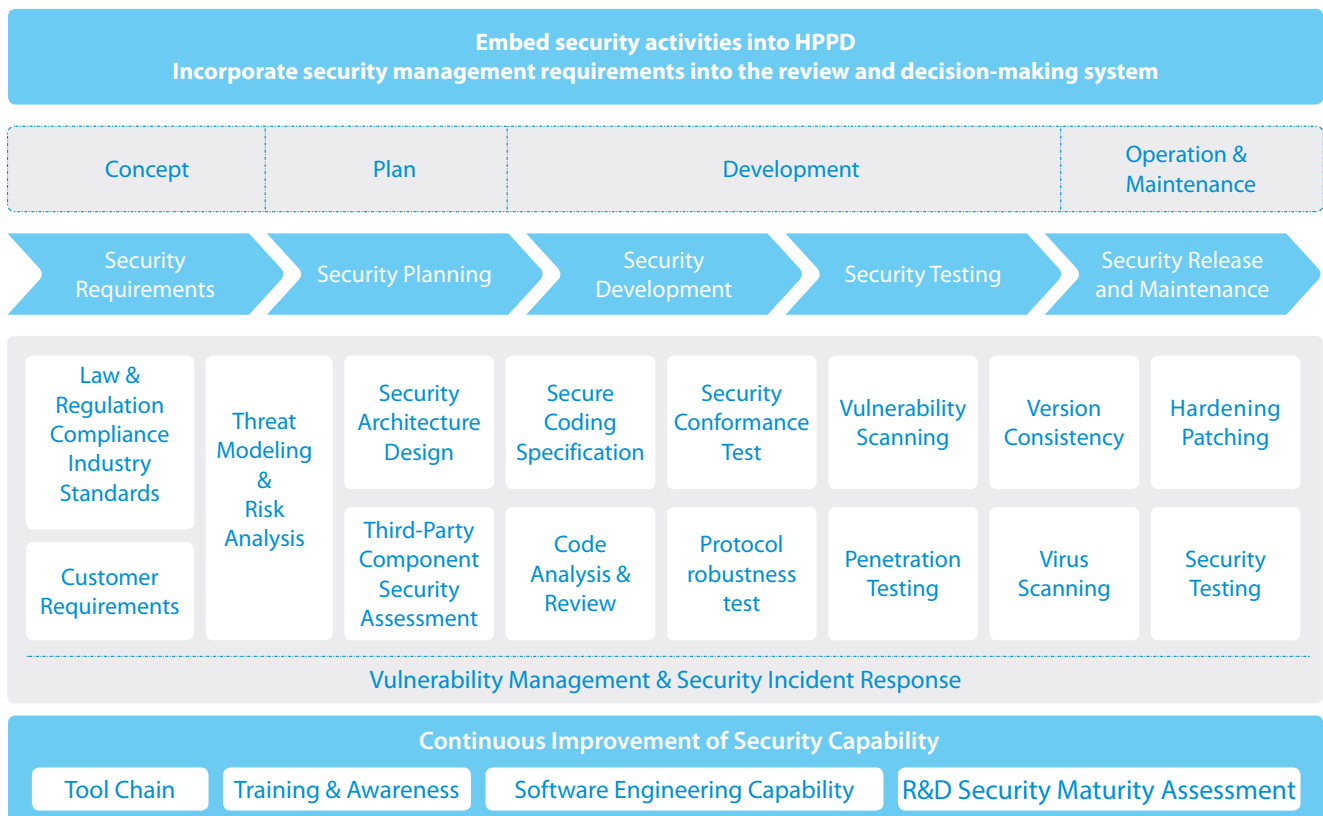 Embed security activities into HPPD
Incorporate security management requirements into the review and decision-making system
Concept
Plan
Development
Operation &
Maintenance
Security
Requirements
Security Planning
Security
Development
Security Testing
Security Release
and Maintenance
Law &
Regulation
Compliance
Industry
Standards
Customer
Requirements
Threat
Modeling
&
Risk
Analysis
Security
Architecture
Design
Third-Party
Component
Security
Assessment
Secure
Coding
Specification
Code
Analysis &
Review
Security
Conformance
Test
Protocol
robustness
test
Vulnerability
Scanning
Penetration
Testing
Version
Consistency
Virus
Scanning
Hardening
Patching
Security
Testing
Vulnerability Management & Security Incident Response
Continuous Improvement of Security Capability
Tool Chain
Training & Awareness
Software Engineering Capability
R&D Security Maturity Assessment